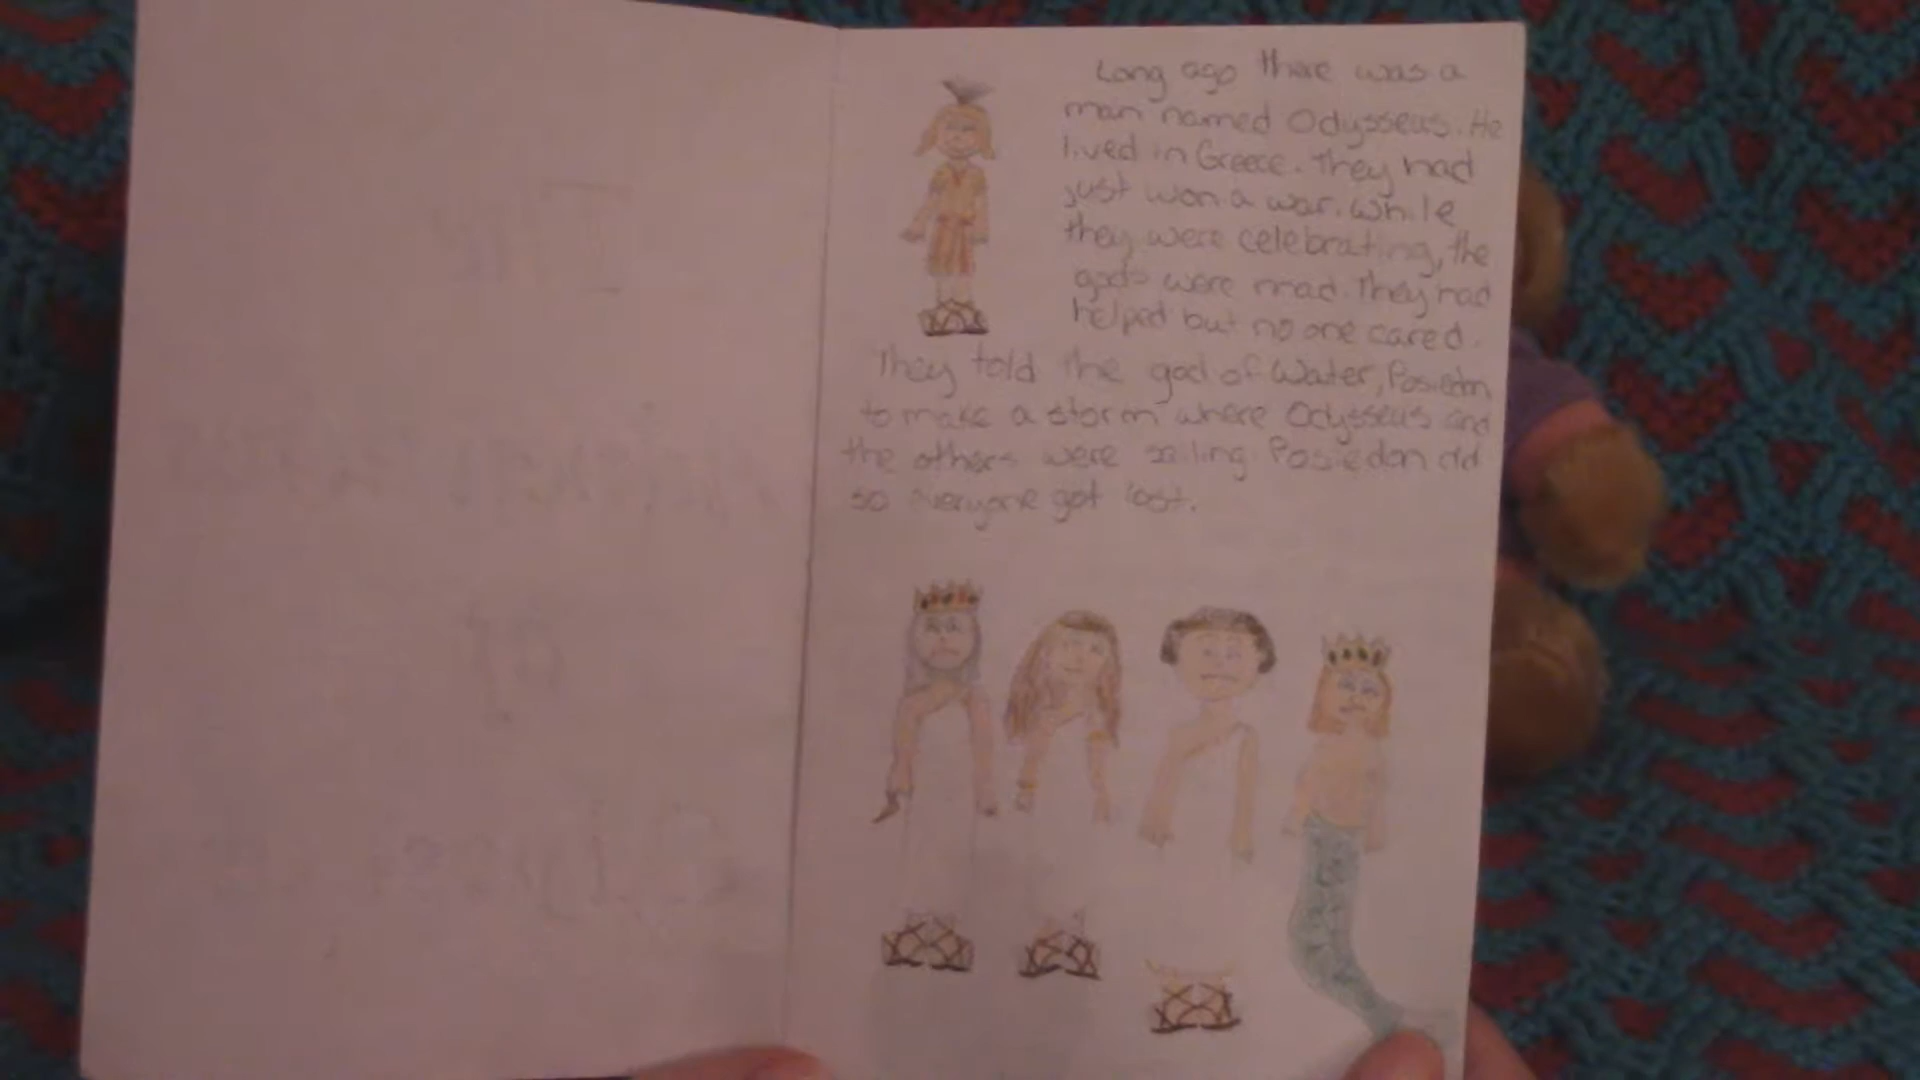 Long ago there was a
man named Odysseus. He
lived in Greece. They had
just won a war. While
they were celebrating, the
gods were mad. They had
helped but no one cared.
They told the god of Water, Posiedon
to make a storm where Odysseus and
the others were sailing. Posiedon did
so everyone got lost.